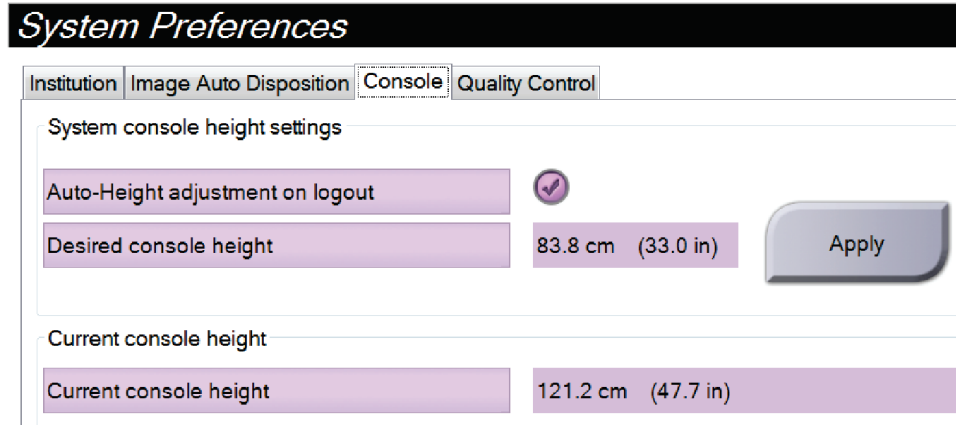 System Preferences
Institution Image Auto Disposition Console Quality Control
System console height settings
Auto-Height adjustment on logout
Desired console height 83.8 cm (33.0 in) Apply
Current console height
Current console height 121.2 cm (47.7 in)